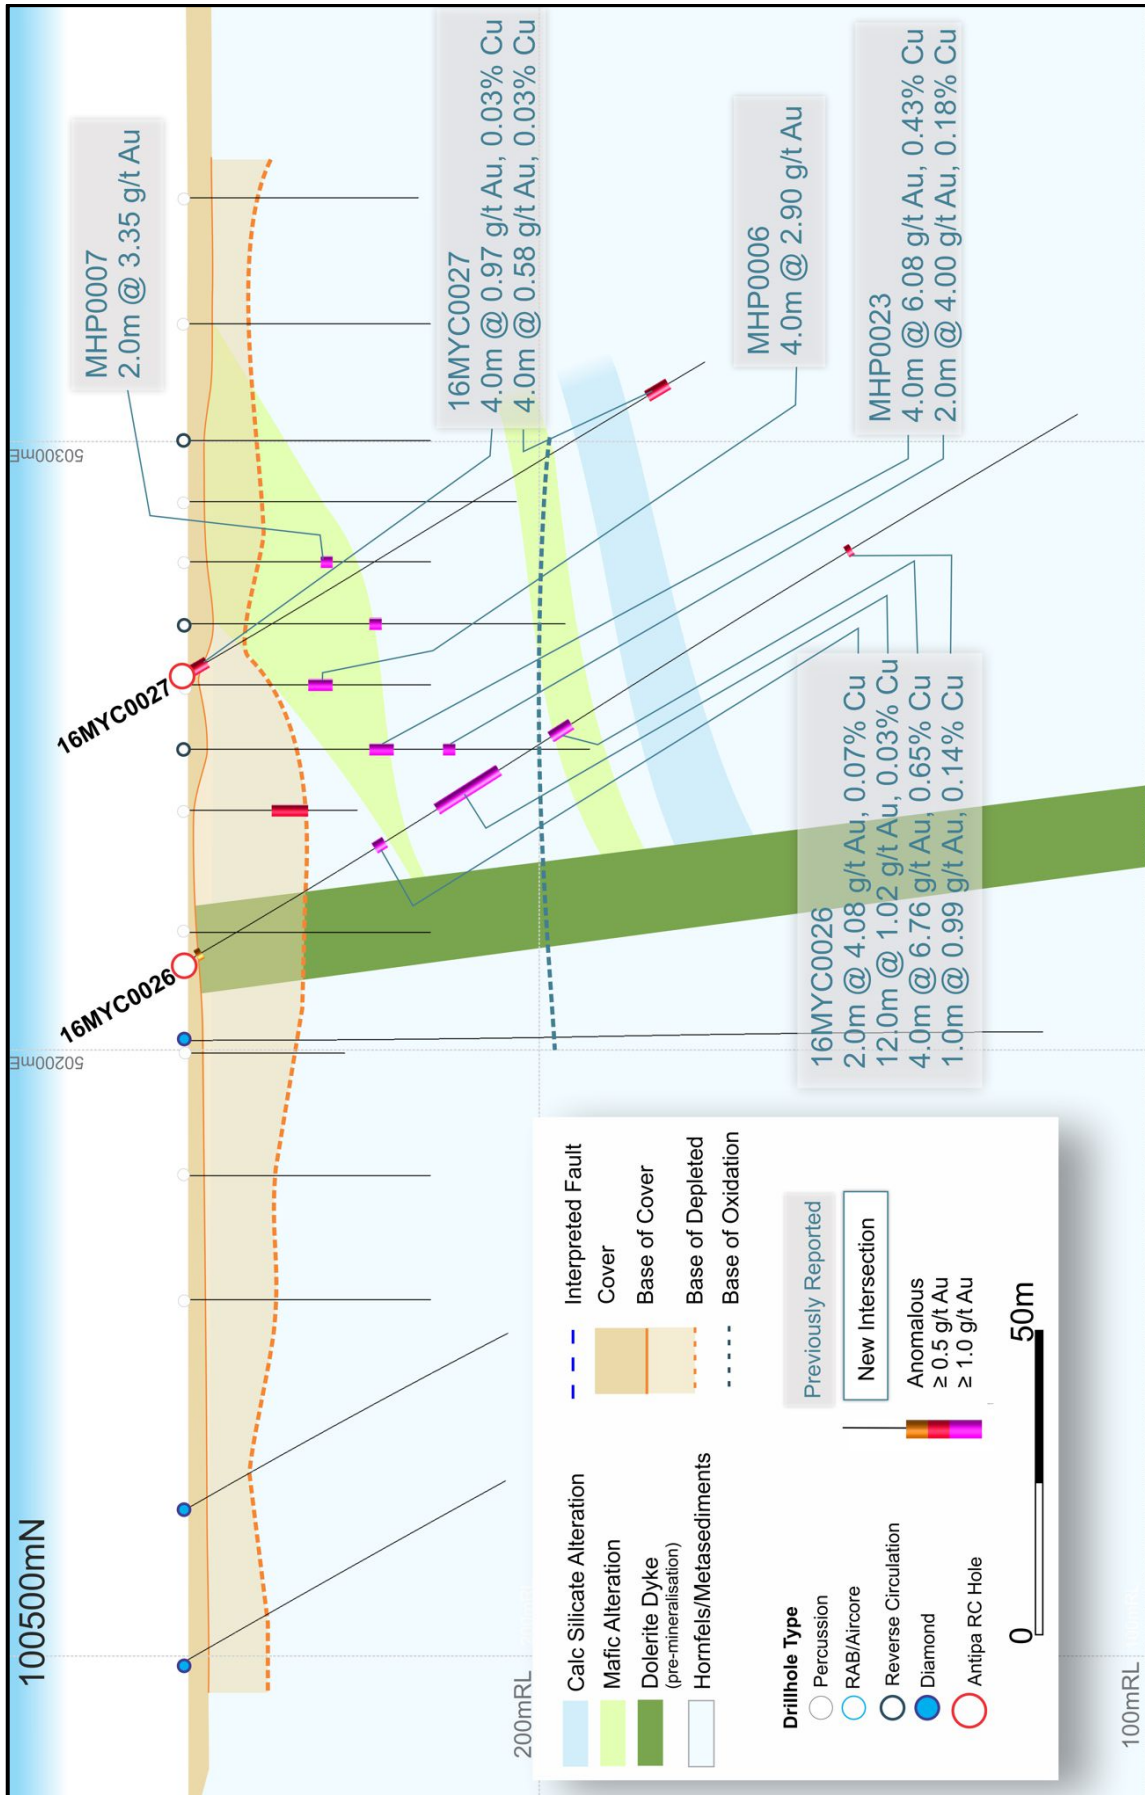 100500mN
MHP0007
2.0m @ 3.35 g/t Au
16MYC0027
4.0m @ 0.97 g/t Au, 0.03% Cu
4.0m @ 0.58 g/t Au, 0.03% Cu
MHP0006
4.0m @ 2.90 g/t Au
MHP0023
4.0m @ 6.08 g/t Au, 0.43% Cu
2.0m @ 4.00 g/t Au, 0.18% Cu
16MYC0026
2.0m @ 4.08 g/t Au, 0.07% Cu
12.0m @ 1.02 g/t Au, 0.03% Cu
4.0m @ 6.76 g/t Au, 0.65% Cu
1.0m @ 0.99 g/t Au, 0.14% Cu
16MYC0026
16MYC0027
50200mE
50300mE
200mRL
100mRL
Calc Silicate Alteration
Mafic Alteration
Dolerite Dyke
(pre-mineralisation)
Hornfels/Metasediments
Interpreted Fault
Cover
Base of Cover
Base of Depleted
Base of Oxidation
Drillhole Type
Percussion
RAB/Aircore
Reverse Circulation
Diamond
Antipa RC Hole
Previously Reported
New Intersection
Anomalous
≥ 0.5 g/t Au
≥ 1.0 g/t Au
0
50m